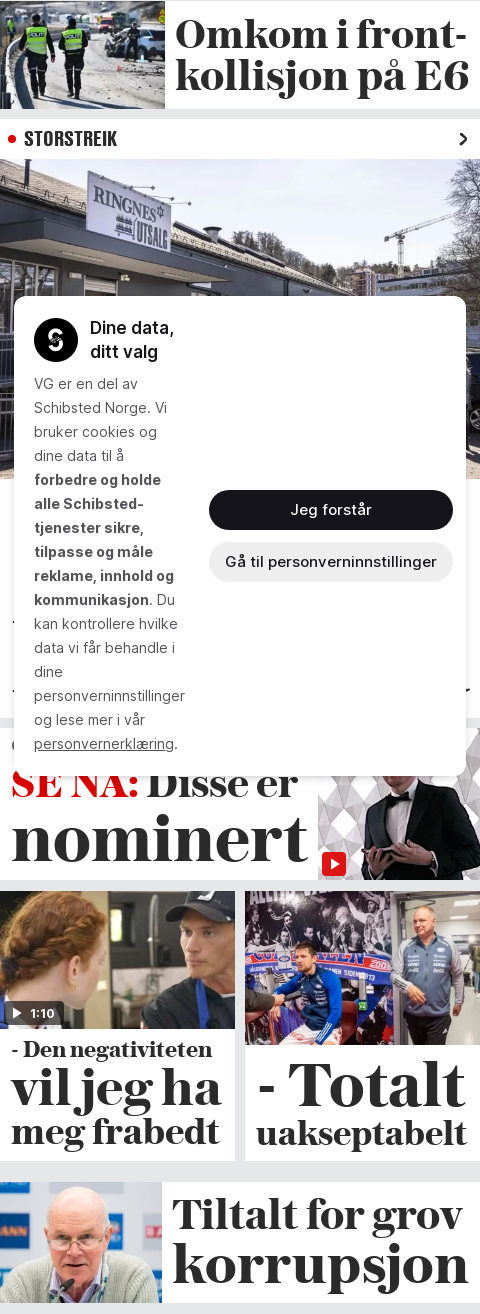 POLITI
POLITI
Omkom i front-
kollisjon på E6
STORSTREIK
RINGNES
UTSALG
Dine data,
ditt valg
VG er en del av
Schibsted Norge. Vi
bruker cookies og
dine data til å
forbedre og holde
alle Schibsted-
tjenester sikre,
tilpasse og måle
reklame, innhold og
kommunikasjon. Du
kan kontrollere hvilke
data vi får behandle i
dine
personverninnstillinger
og lese mer i vår
personvernerklæring.
Jeg forstår
Gå til personverninnstillinger
SE NÅ: Disse er
nominert
1:10
- Den negativiteten
vil jeg ha
meg frabedt
- Totalt
uakseptabelt
Tiltalt for grov
korrupsjon